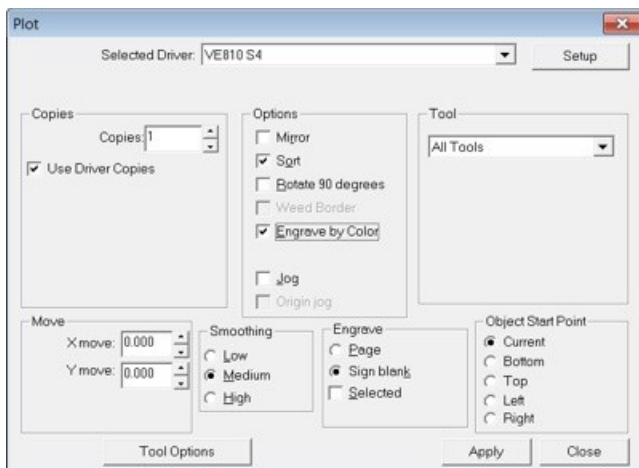 Plot
Selected Driver: VE810 S4
Setup
Copies
Copies: 1
Use Driver Copies
Options
Mirror
Sort
Rotate 90 degrees
Weed Border
Engrave by Color
Jog
Origin jog
Tool
All Tools
Move
X move: 0.000
Y move: 0.000
Smoothing
Low
Medium
High
Engrave
Page
Sign blank
Selected
Object Start Point
Current
Bottom
Top
Left
Right
Tool Options
Apply
Close